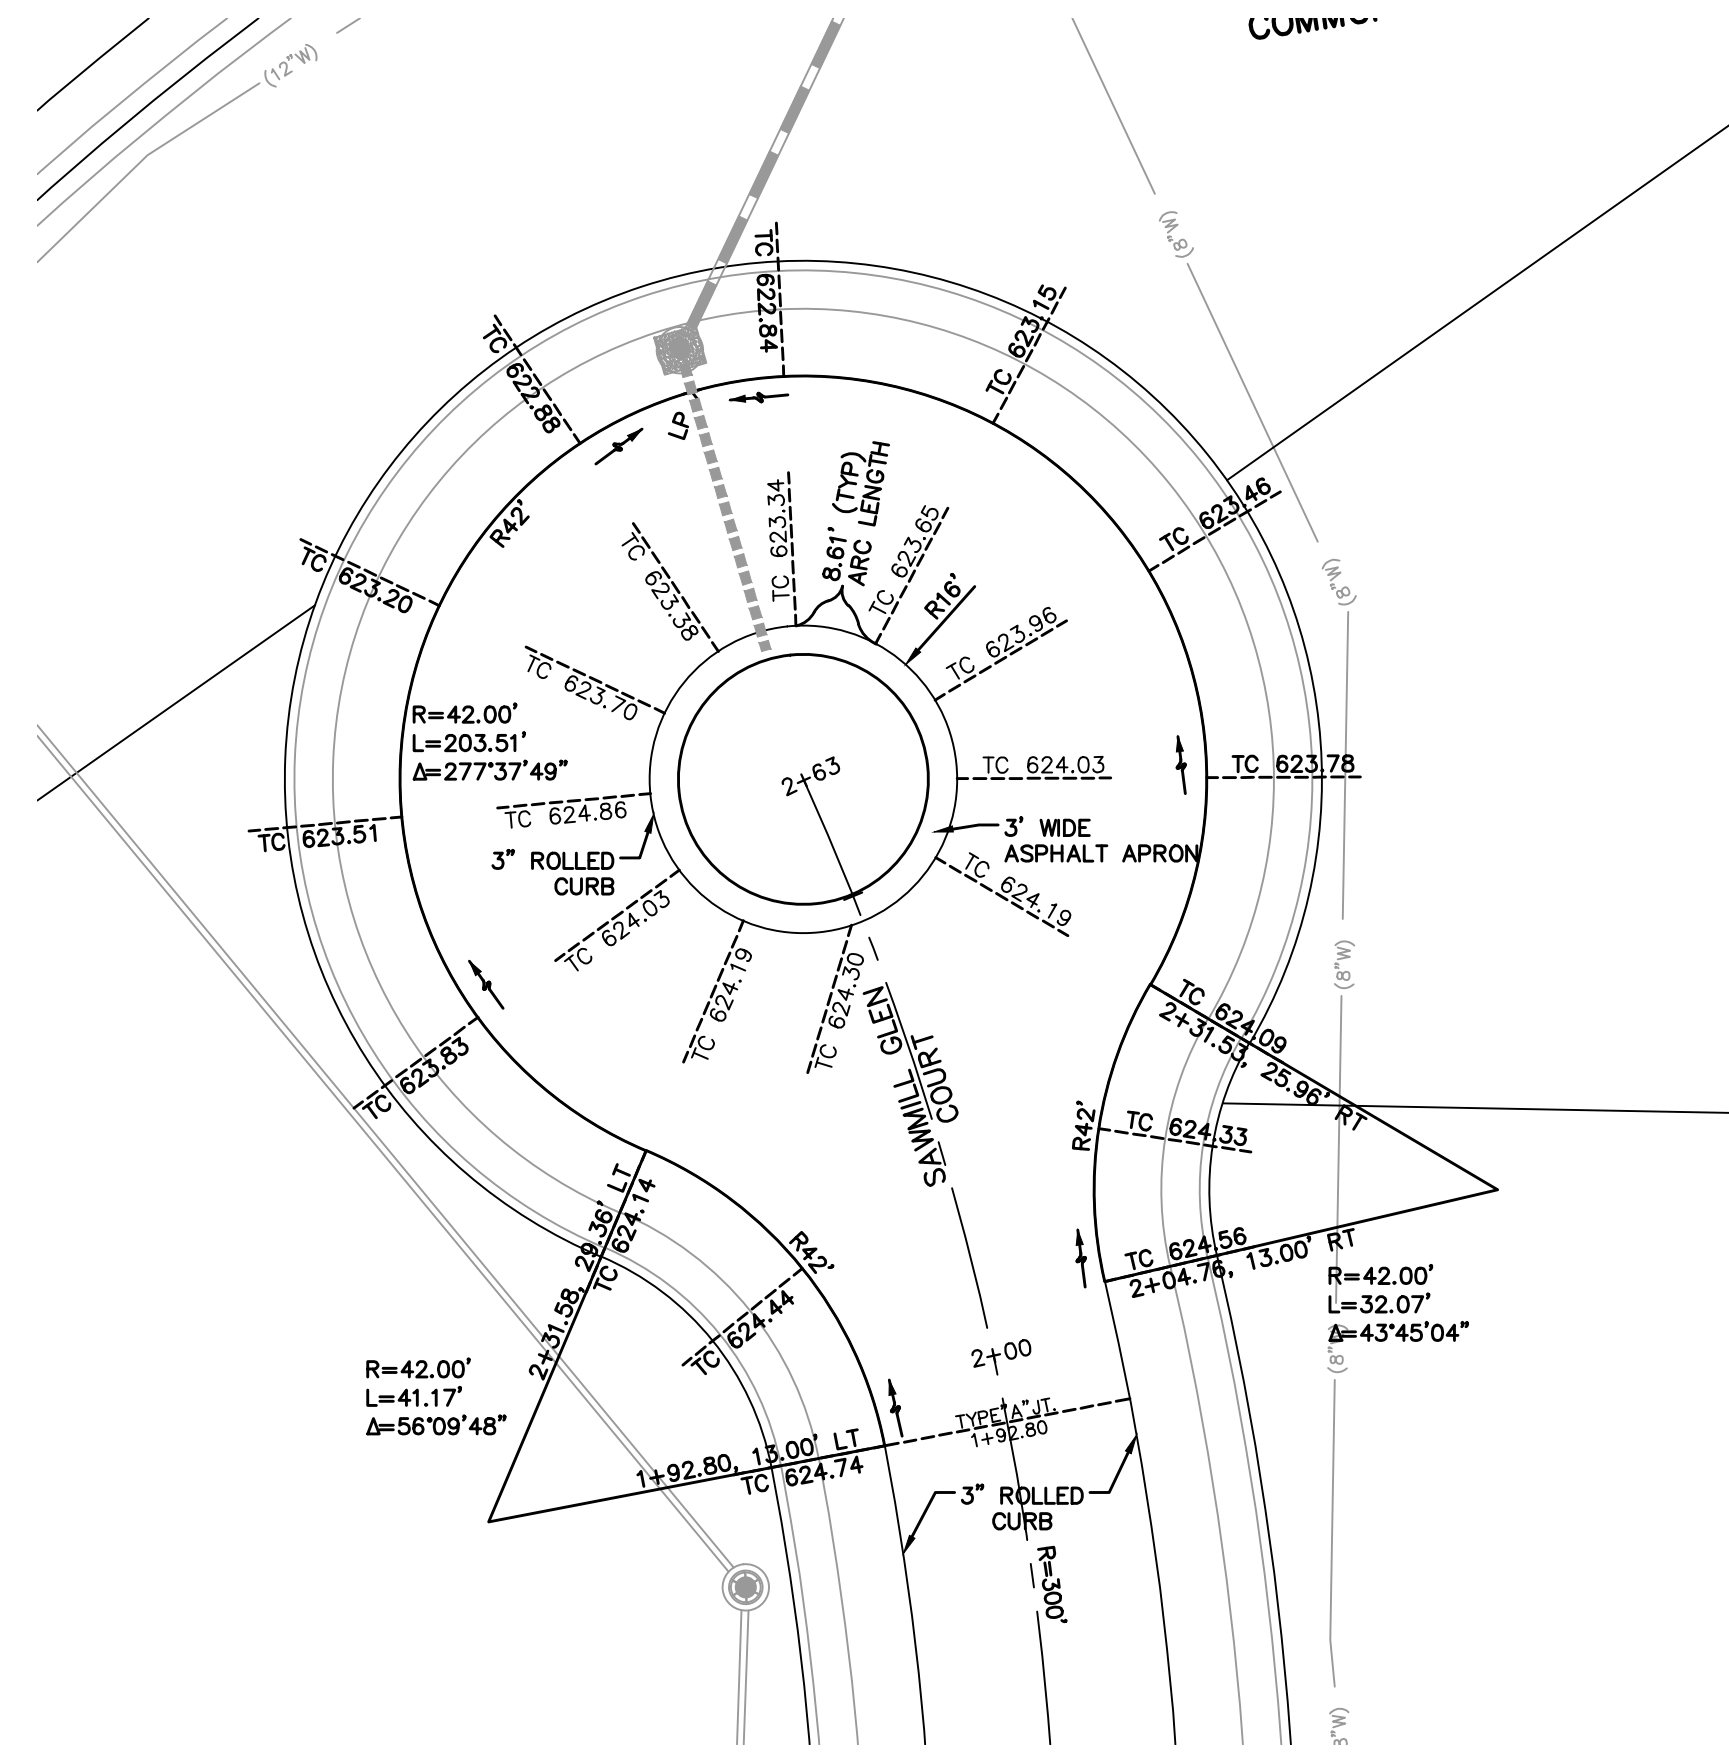 COMMO
(12"W)
(8"W)
TC 622.84
TC 623.15
TC 622.88
LP
8.61' (TYP)
ARC LENGTH
TC 623.46
R42'
TC 623.34
TC 623.65
(8"W)
TC 623.20
TC 623.38
R16'
TC 623.96
TC 623.70
R=42.00'
L=203.51'
Δ=277°37'49"
2+63
TC 624.03
TC 623.78
TC 624.86
TC 623.51
3" ROLLED
CURB
3' WIDE
ASPHALT APRON
TC 624.19
TC 624.03
TC 624.19
TC 624.30
(8"W)
SAWMILL GLEN
COURT
TC 624.09
2+31.53, 25.96' RT
TC 623.83
R42'
TC 624.33
2+31.58, 29.36' LT
TC 624.14
R42'
TC 624.56
2+04.76, 13.00' RT
R=42.00'
L=32.07'
Δ=43°45'04"
(8"W)
TC 624.44
2+00
R=42.00'
L=41.17'
Δ=56°09'48"
TYPE"A"JT.
1+92.80
1+92.80, 13.00' LT
TC 624.74
3" ROLLED
CURB
R=300'
8"W)